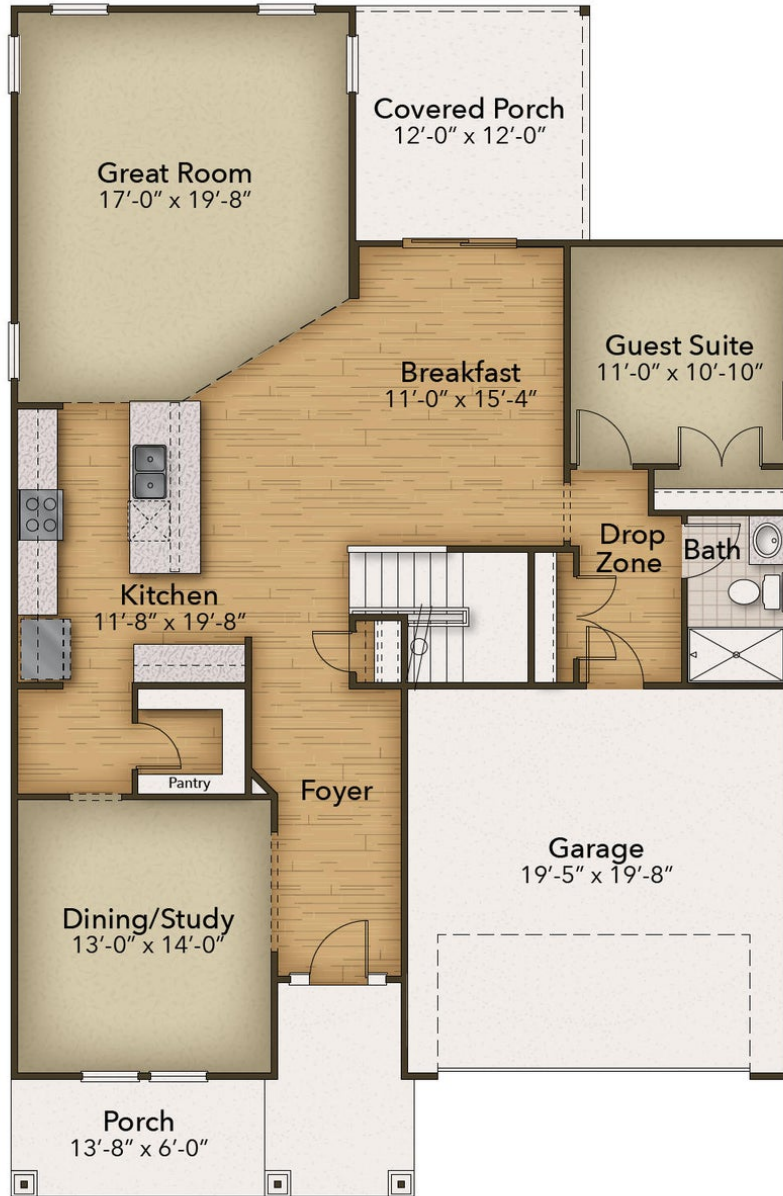 Covered Porch
12'-0" x 12'-0"
Great Room
17'-0" x 19'-8"
Guest Suite
11'-0" x 10'-10"
Breakfast
11'-0" x 15'-4"
Drop
Zone
Bath
Kitchen
11'-8" x 19'-8"
Pantry
Foyer
Garage
19'-5" x 19'-8"
Dining/Study
13'-0" x 14'-0"
Porch
13'-8" x 6'-0"